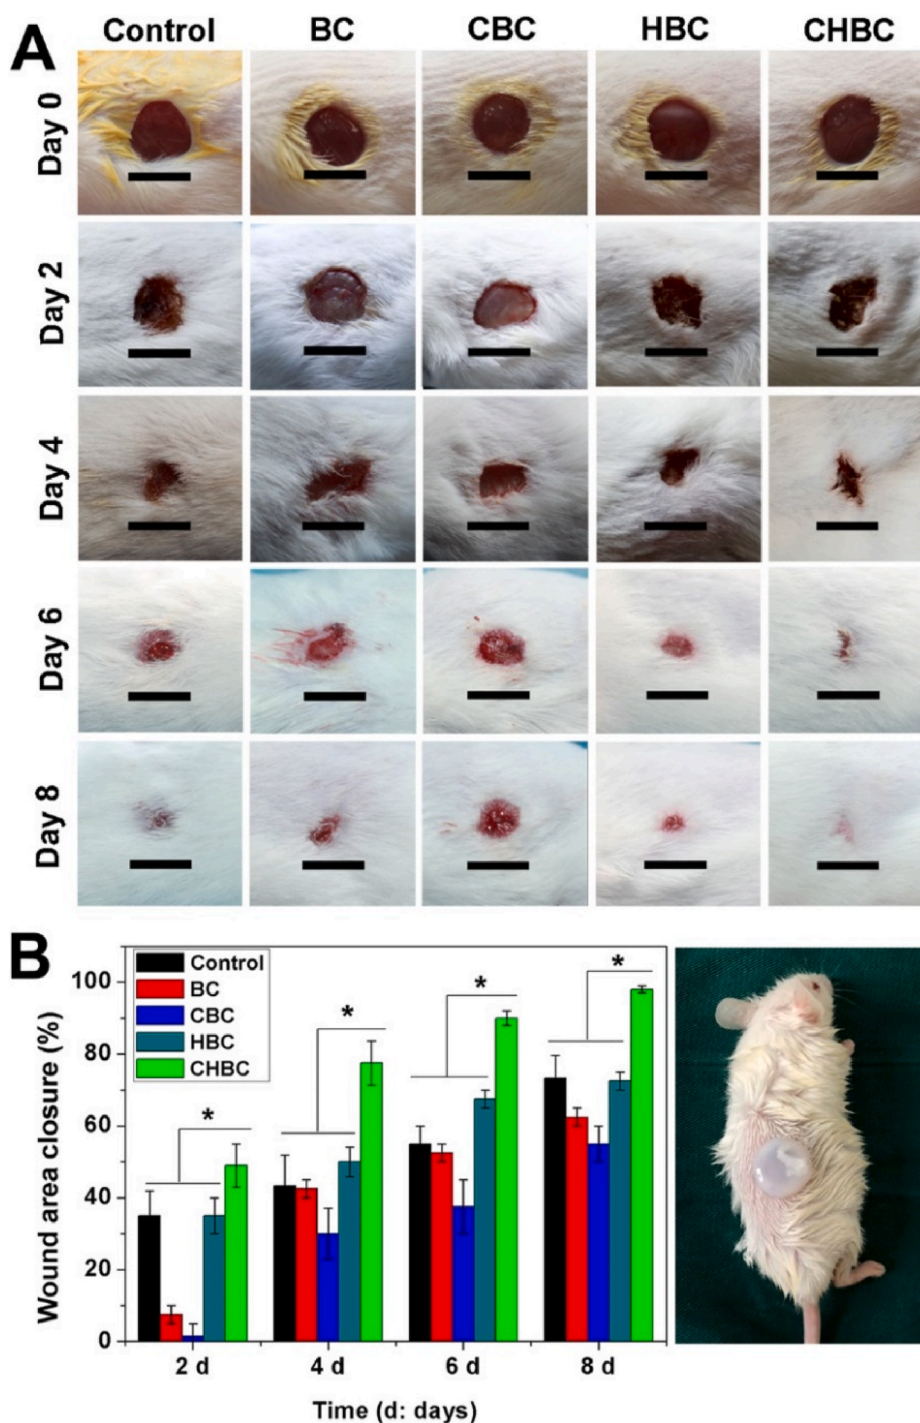 A
Control BC CBC HBC CHBC
Day 0
Day 2
Day 4
Day 6
Day 8
B
Wound area closure (%)
100
80
60
40
20
0
Control
BC
CBC
HBC
CHBC
* * * *
2 d 4 d 6 d 8 d
Time (d: days)